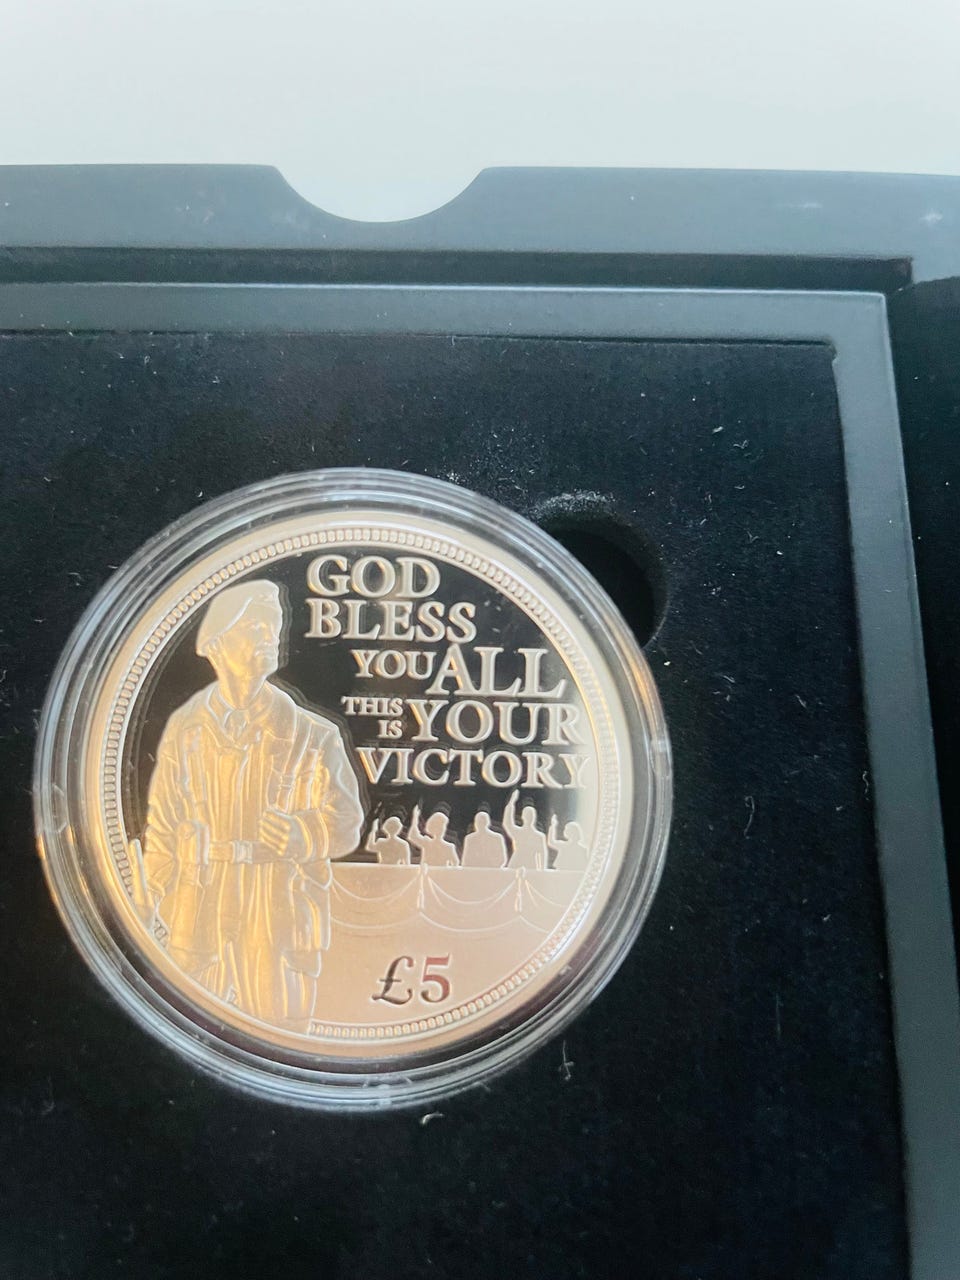 GOD
BLESS
YOU ALL
THIS IS YOUR
VICTORY
£5